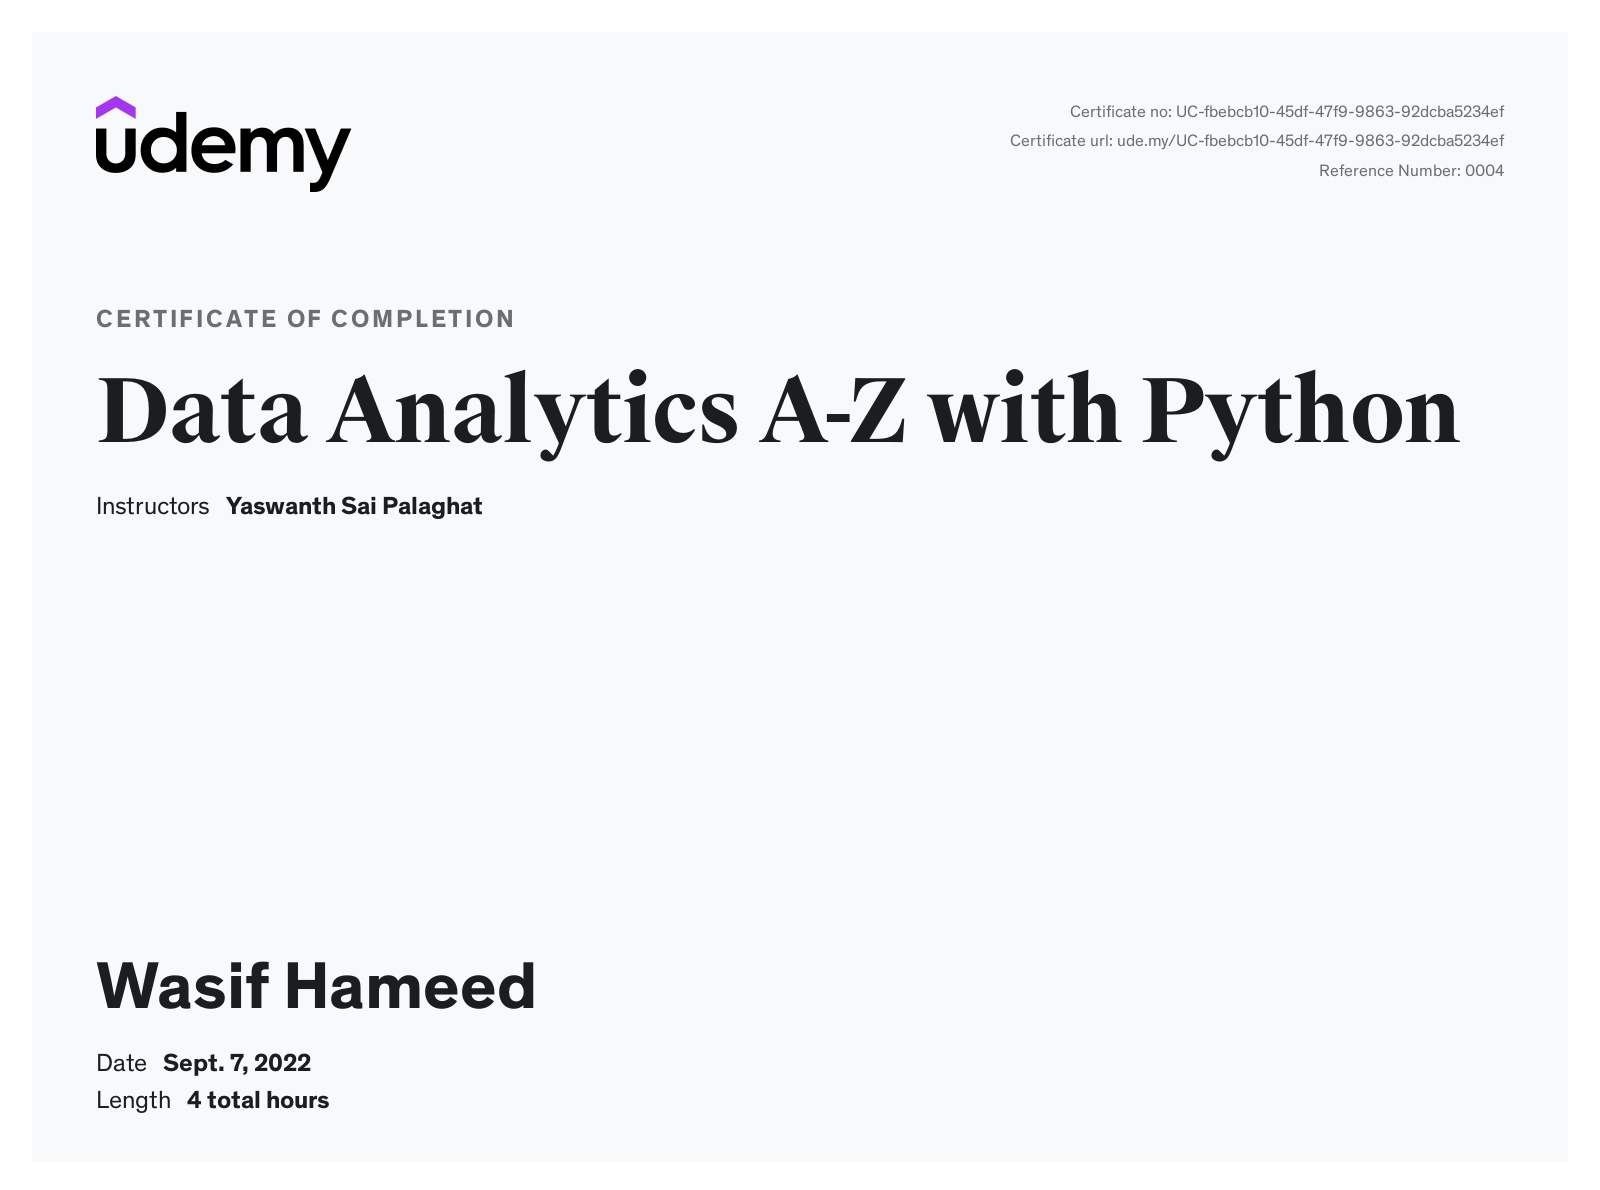 udemy
Certificate no: UC-fbebcb10-45df-47f9-9863-92dcba5234ef
Certificate url: ude.my/UC-fbebcb10-45df-47f9-9863-92dcba5234ef
Reference Number: 0004
CERTIFICATE OF COMPLETION
Data Analytics A-Z with Python
Instructors Yaswanth Sai Palaghat
Wasif Hameed
Date Sept. 7, 2022
Length 4 total hours